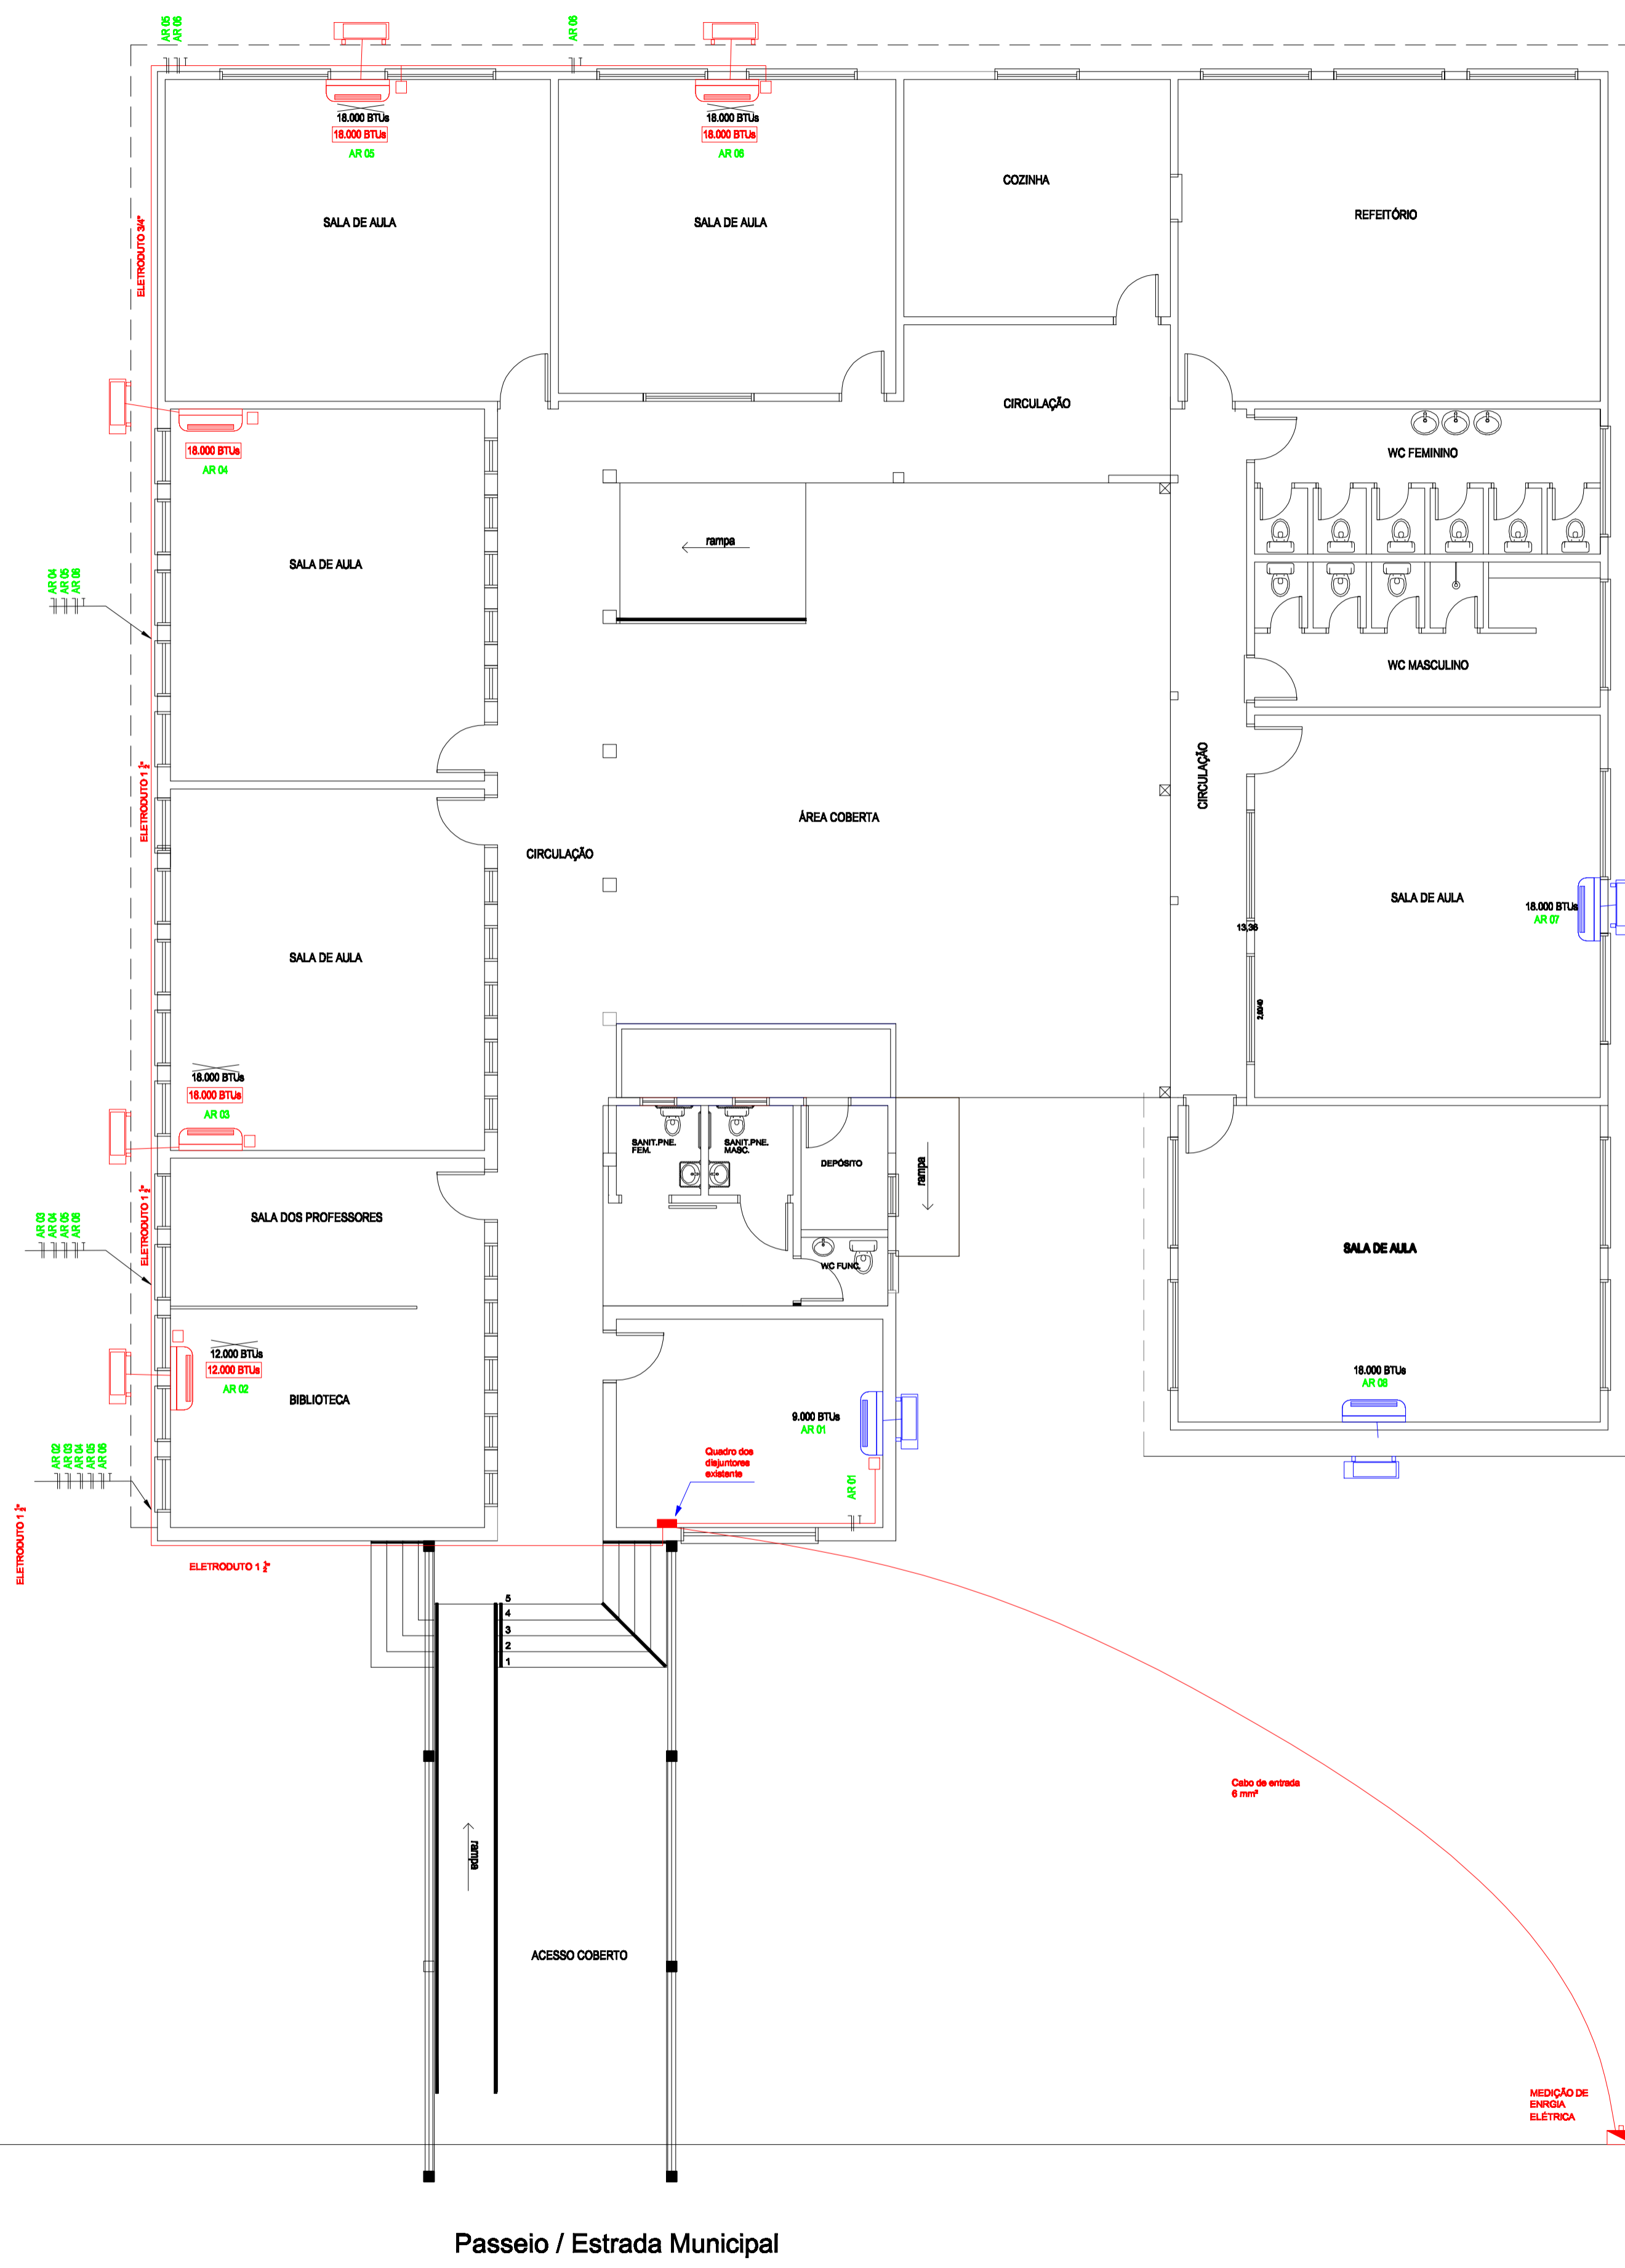 AR 05
AR 06
AR 06
18.000 BTUs
18.000 BTUs
AR 05
18.000 BTUs
18.000 BTUs
AR 06
COZINHA
SALA DE AULA
SALA DE AULA
REFEITÓRIO
ELETRODUTO 3/4"
CIRCULAÇÃO
18.000 BTUs
AR 04
WC FEMININO
rampa
SALA DE AULA
AR 04
AR 05
AR 06
WC MASCULINO
ELETRODUTO 1 ½"
CIRCULAÇÃO
ÁREA COBERTA
CIRCULAÇÃO
SALA DE AULA
18.000 BTUs
AR 07
13,36
SALA DE AULA
2,60/40
18.000 BTUs
18.000 BTUs
AR 03
SANIT.PNE.
FEM.
SANIT.PNE.
MASC.
DEPÓSITO
rampa
SALA DOS PROFESSORES
AR 03
AR 04
AR 05
AR 06
ELETRODUTO 1 ½"
SALA DE AULA
WC FUNC.
12.000 BTUs
12.000 BTUs
AR 02
BIBLIOTECA
18.000 BTUs
AR 08
9.000 BTUs
AR 01
Quadro dos
disjuntores
existente
AR 01
AR 02
AR 03
AR 04
AR 05
AR 06
ELETRODUTO 1 ½"
ELETRODUTO 1 ½"
5
4
3
2
1
Cabo de entrada
6 mm²
rampa
ACESSO COBERTO
MEDIÇÃO DE
ENRGIA
ELÉTRICA
Passeio / Estrada Municipal